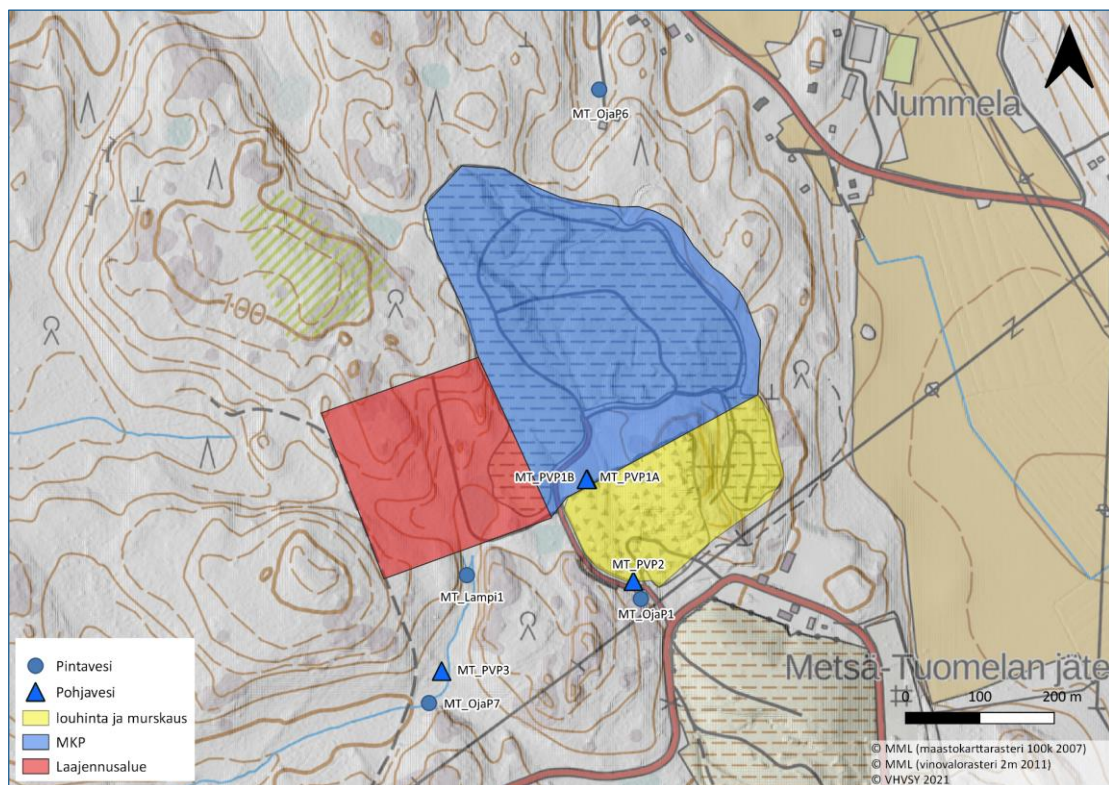 MT_OjaP6
Nummela
100
MT_PVP1B
MT_PVP1A
MT_PVP2
MT_Lampi1
MT_OjaP1
MT_PVP3
MT_OjaP7
Metsä-Tuomelan jäte
Pintavesi
Pohjavesi
louhinta ja murskaus
MKP
Laajennusalue
0 100 200 m
© MML (maastokarttarasteri 100k 2007)
© MML (vinovalorasteri 2m 2011)
© VHVSY 2021